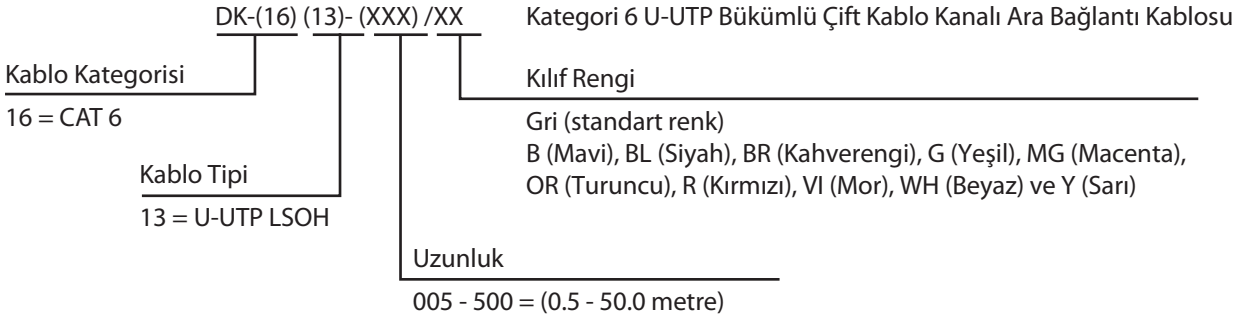 DK-(16) (13)- (XXX) /XX
Kategori 6 U-UTP Bükümlü Çift Kablo Kanalı Ara Bağlantı Kablosu
Kablo Kategorisi
16 = CAT 6
Kablo Tipi
13 = U-UTP LSOH
Uzunluk
005 - 500 = (0.5 - 50.0 metre)
Kılıf Rengi
Gri (standart renk)
B (Mavi), BL (Siyah), BR (Kahverengi), G (Yeşil), MG (Macenta),
OR (Turuncu), R (Kırmızı), VI (Mor), WH (Beyaz) ve Y (Sarı)